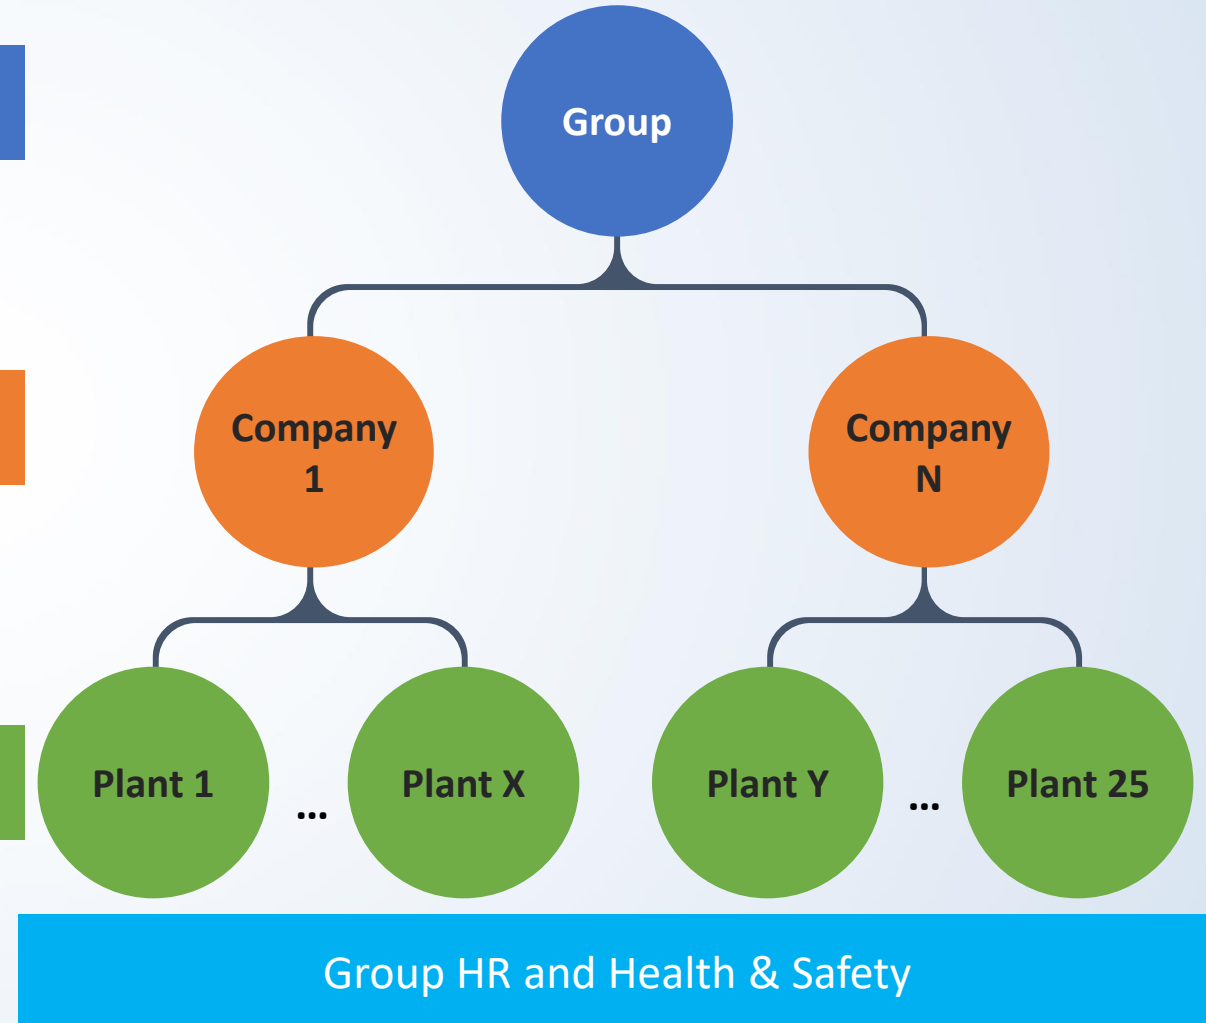 Group
Company
1
Company
N
Plant 1
...
Plant X
Plant Y
...
Plant 25
Group HR and Health & Safety